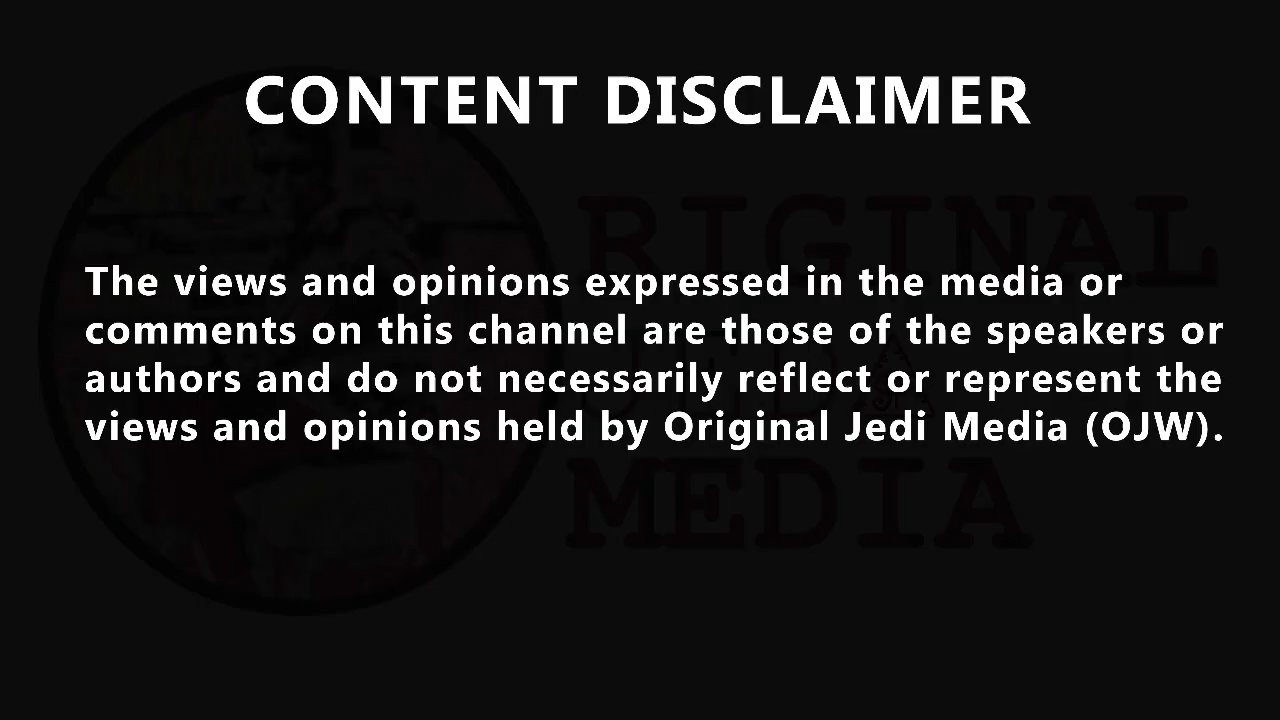 CONTENT DISCLAIMER
RIGINAL
The views and opinions expressed in the media or
comments on this channel are those of the speakers or
authors and do not necessarily reflect or represent the
views and opinions held by Original Jedi Media (OJW).
MEDIA